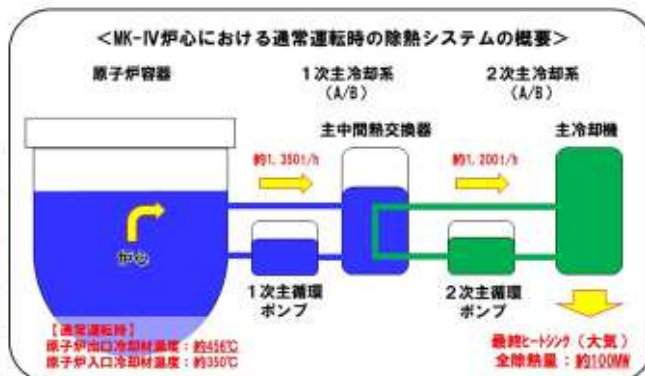 <MK-Ⅳ炉心における通常運転時の除熱システムの概要>
原子炉容器
1次主冷却系
(A/B)
2次主冷却系
(A/B)
主中間熱交換器
主冷却機
約1,350t/h
約1,200t/h
炉心
1次主循環
ポンプ
2次主循環
ポンプ
【通常運転時】
原子炉出口冷却材温度：約456℃
原子炉入口冷却材温度：約350℃
最終ヒートシンク（大気）
全除熱量：約100MW